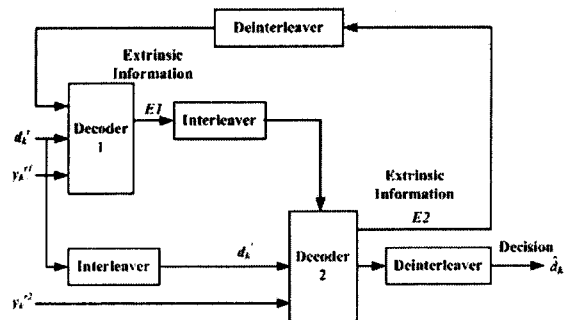 Deinterleaver
Extrinsic
Information
E1
Interleaver
Decoder
1
d_k^r
y_k^{r1}
Extrinsic
Information
E2
Interleaver
d_k^'
Decoder
2
Deinterleaver
Decision
d̂_k
y_k^{r2}